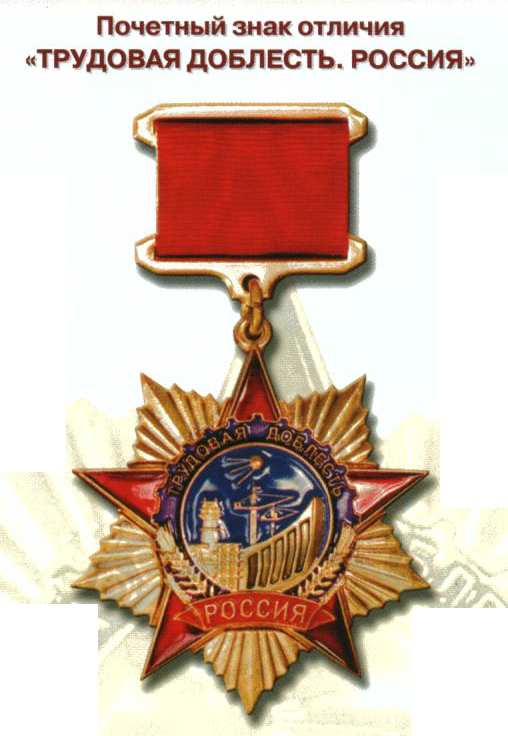 Почетный знак отличия
«ТРУДОВАЯ ДОБЛЕСТЬ. РОССИЯ»
ТРУДОВАЯ ДОБЛЕСТЬ
РОССИЯ